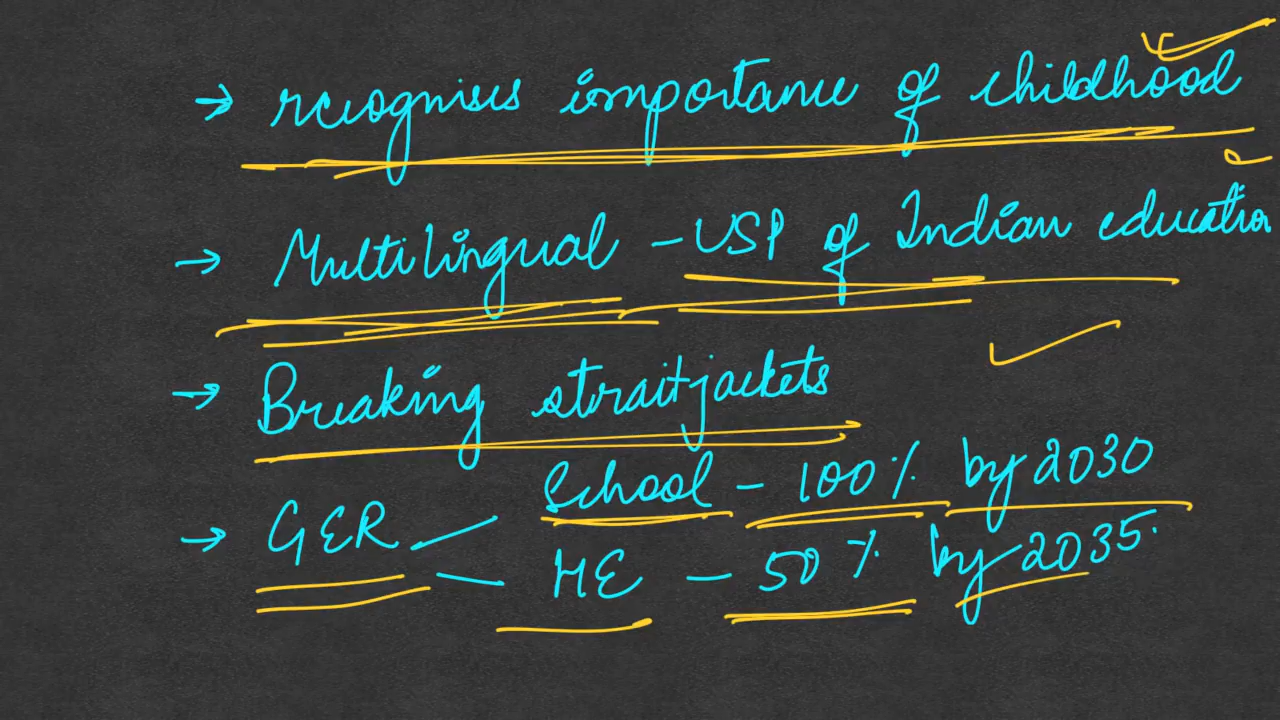 → recognises importance of childhood
→ Multilingual - USP of Indian education
→ Breaking straitjackets
School - 100% by 2030
→ GER
HE - 50% by 2035.